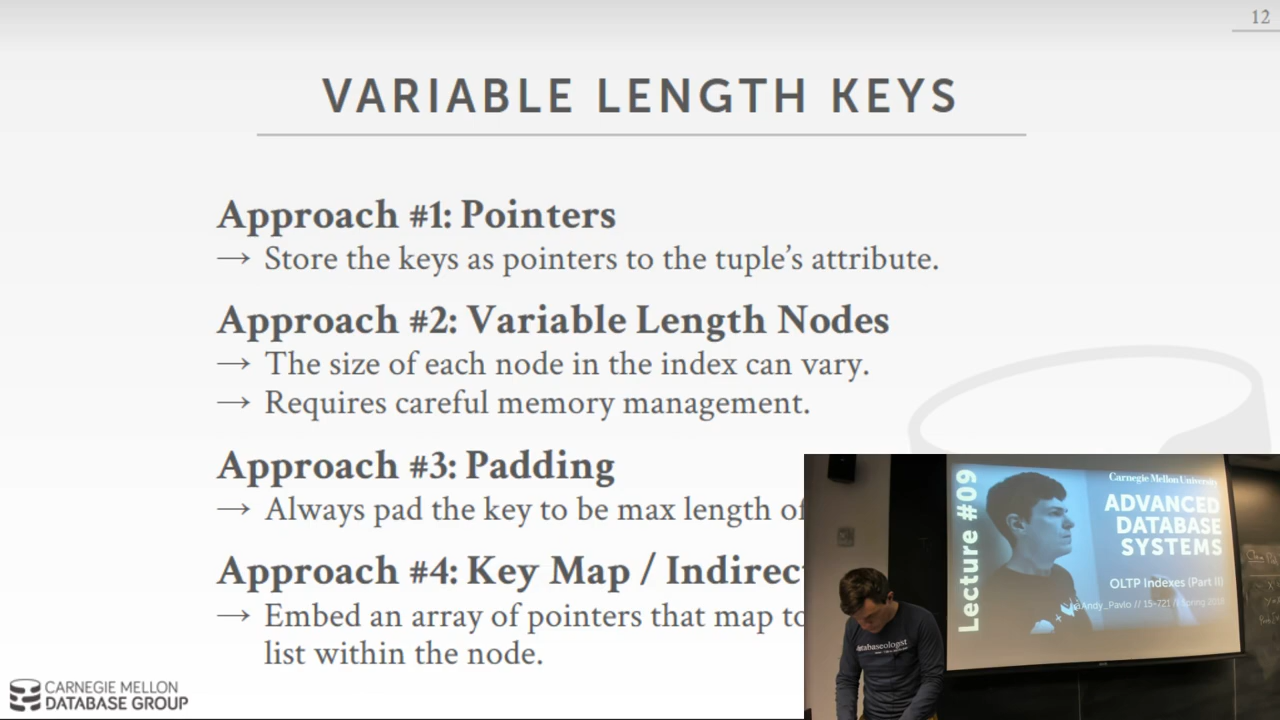 12
VARIABLE LENGTH KEYS
Approach #1: Pointers
→ Store the keys as pointers to the tuple’s attribute.
Approach #2: Variable Length Nodes
→ The size of each node in the index can vary.
→ Requires careful memory management.
Approach #3: Padding
→ Always pad the key to be max length of
Approach #4: Key Map / Indirec
→ Embed an array of pointers that map to
list within the node.
CARNEGIE MELLON
DATABASE GROUP
Lecture #09
Carnegie Mellon University
ADVANCED
DATABASE
SYSTEMS
OLTP Indexes (Part II)
@Andy_Pavlo // 15-721 // Spring 2018
databaseologist